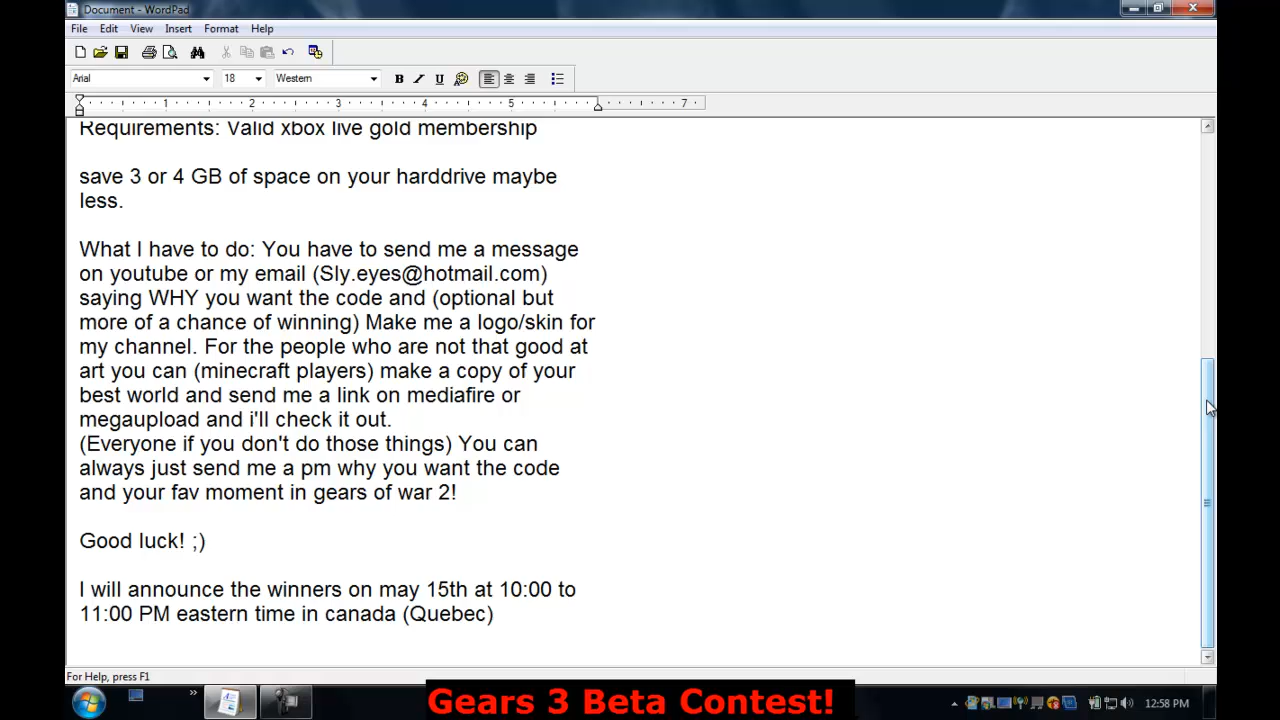 Document - WordPad
File Edit View Insert Format Help
Arial 18 Western B I U
1 2 3 4 5 7
Requirements: Valid xbox live gold membership
save 3 or 4 GB of space on your harddrive maybe
less.
What I have to do: You have to send me a message
on youtube or my email (Sly.eyes@hotmail.com)
saying WHY you want the code and (optional but
more of a chance of winning) Make me a logo/skin for
my channel. For the people who are not that good at
art you can (minecraft players) make a copy of your
best world and send me a link on mediafire or
megaupload and i'll check it out.
(Everyone if you don't do those things) You can
always just send me a pm why you want the code
and your fav moment in gears of war 2!
Good luck! ;)
I will announce the winners on may 15th at 10:00 to
11:00 PM eastern time in canada (Quebec)
For Help, press F1
Gears 3 Beta Contest!
12:58 PM